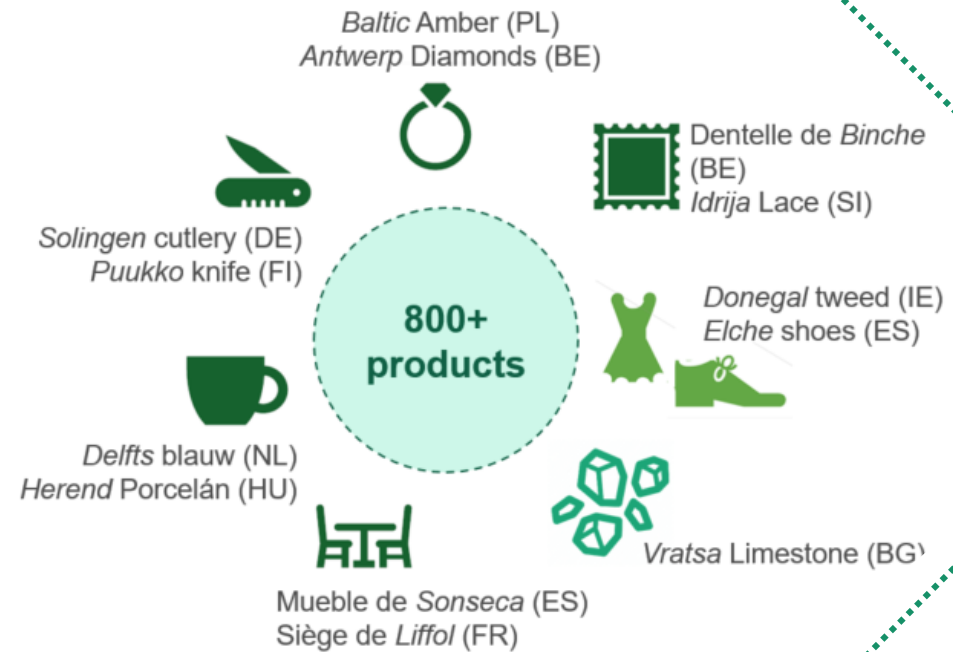 Baltic Amber (PL)
Antwerp Diamonds (BE)
Dentelle de Binche
(BE)
Idrija Lace (SI)
Solingen cutlery (DE)
Puukko knife (FI)
800+
products
Donegal tweed (IE)
Elche shoes (ES)
Delfts blauw (NL)
Herend Porcelán (HU)
Vratsa Limestone (BG)
Mueble de Sonseca (ES)
Siège de Liffol (FR)